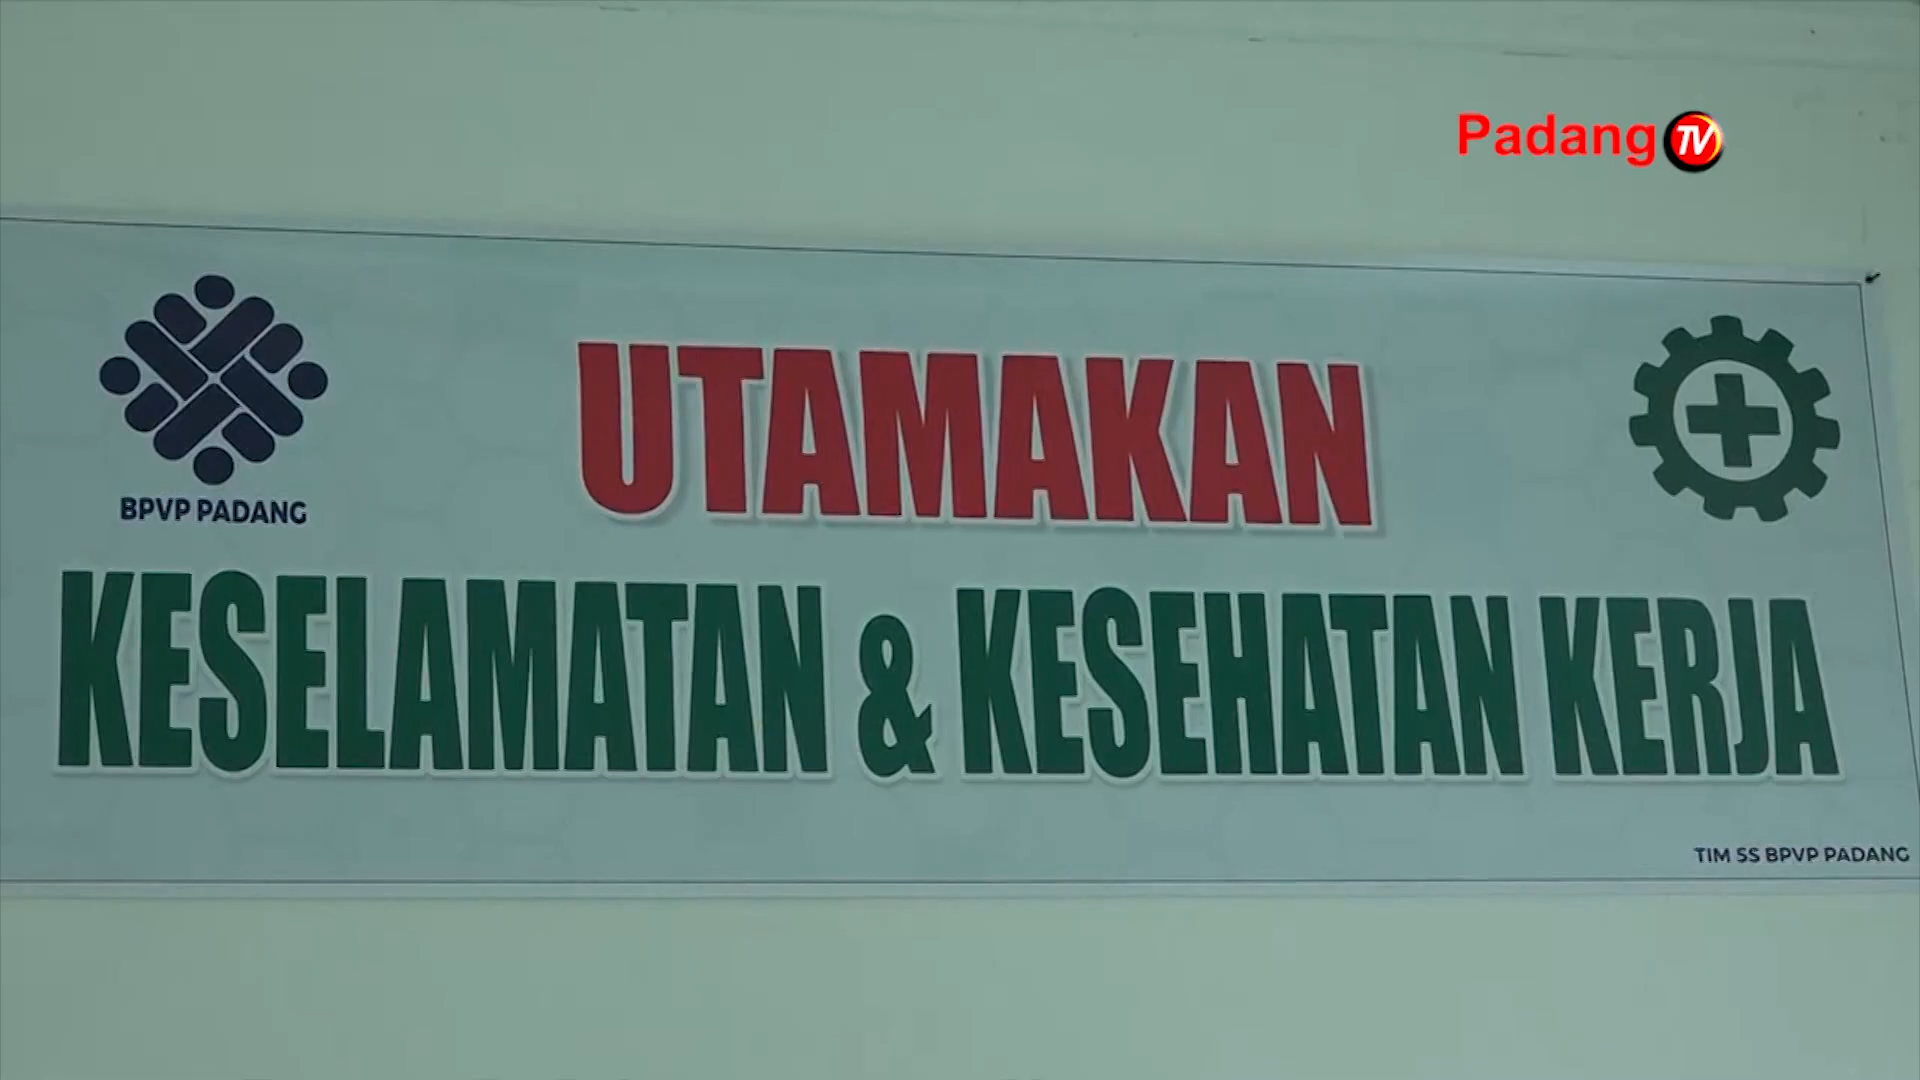 Padang TV
BPVP PADANG
UTAMAKAN
KESELAMATAN & KESEHATAN KERJA
TIM SS BPVP PADANG